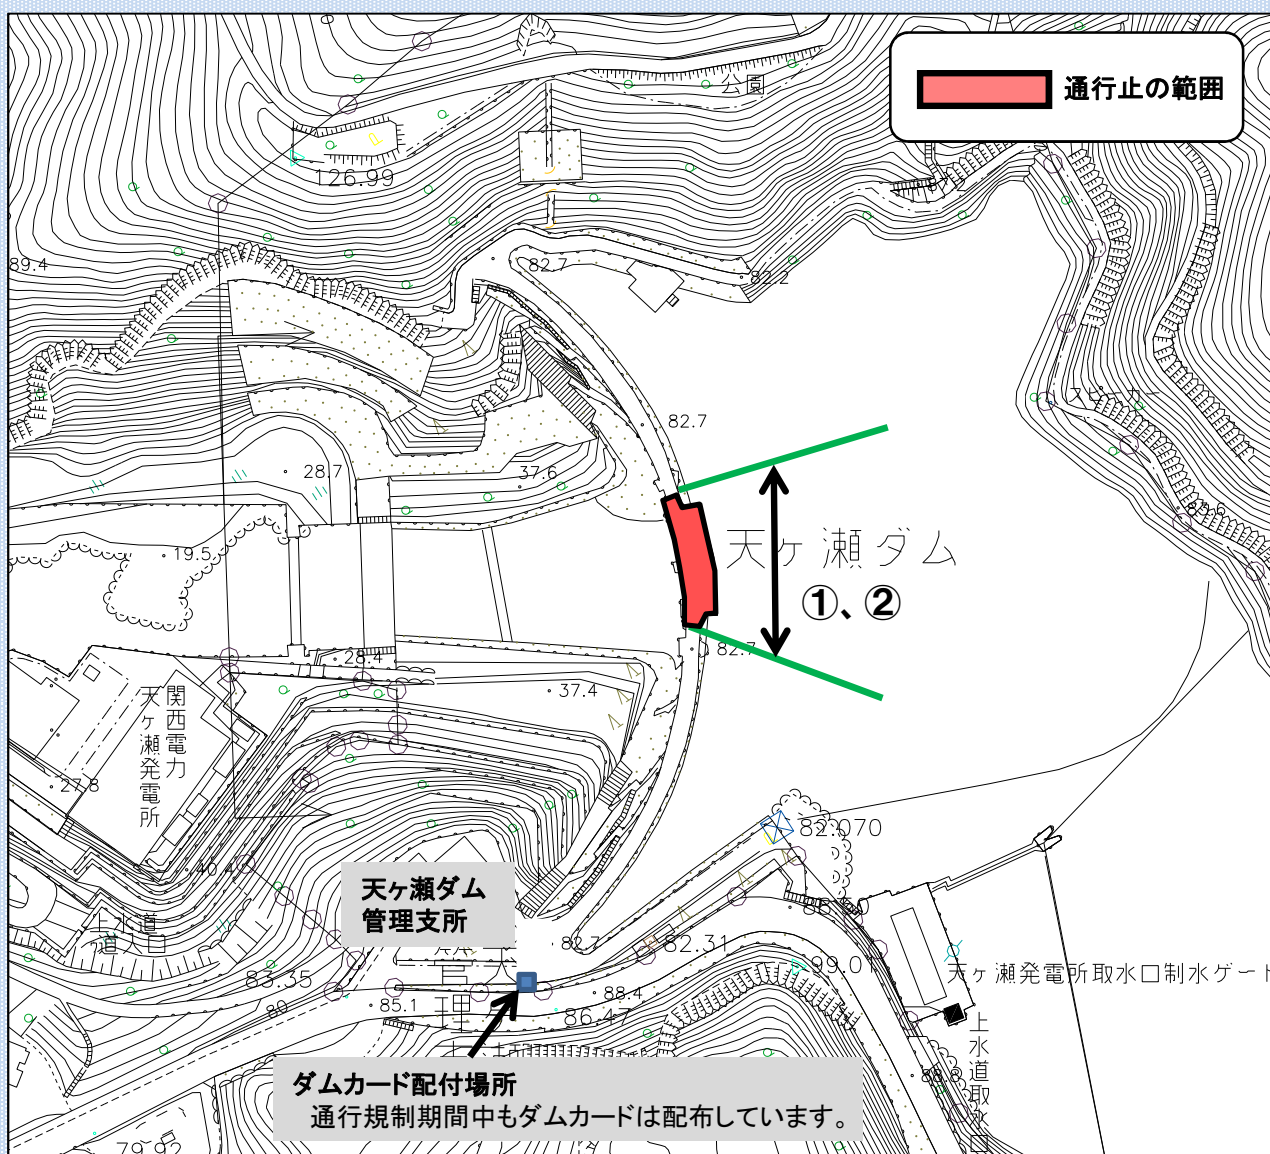 通行止の範囲
公園
126.99
89.4
82.7
82.2
スピーカー
82.7
28.7
37.6
天ヶ瀬ダム
19.5
①、②
82.7
28.4
37.4
関西電力
天ヶ瀬発電所
27.8
82.070
40.4
天ヶ瀬ダム
管理支所
上水道
82.7
82.31
99.01
83.35
天ヶ瀬発電所取水口制水ゲート
80
85.1
88.4
86.47
管理
上水道取水口
ダムカード配付場所
通行規制期間中もダムカードは配布しています。
79.92